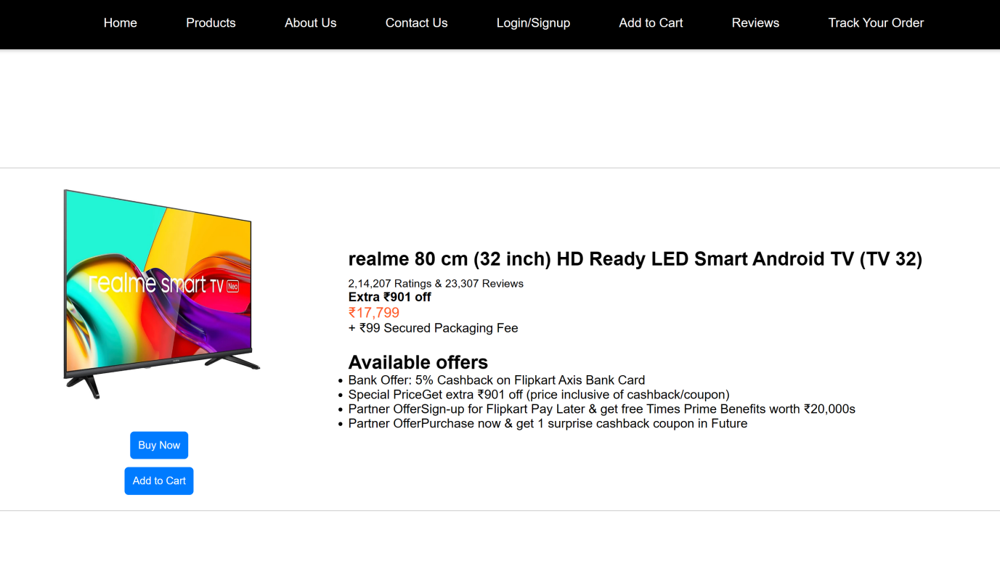 Home Products About Us Contact Us Login/Signup Add to Cart Reviews Track Your Order
realme smart TV Neo
Buy Now
Add to Cart
realme 80 cm (32 inch) HD Ready LED Smart Android TV (TV 32)
2,14,207 Ratings & 23,307 Reviews
Extra ₹901 off
₹17,799
+ ₹99 Secured Packaging Fee
Available offers
Bank Offer: 5% Cashback on Flipkart Axis Bank Card
Special PriceGet extra ₹901 off (price inclusive of cashback/coupon)
Partner OfferSign-up for Flipkart Pay Later & get free Times Prime Benefits worth ₹20,000s
Partner OfferPurchase now & get 1 surprise cashback coupon in Future